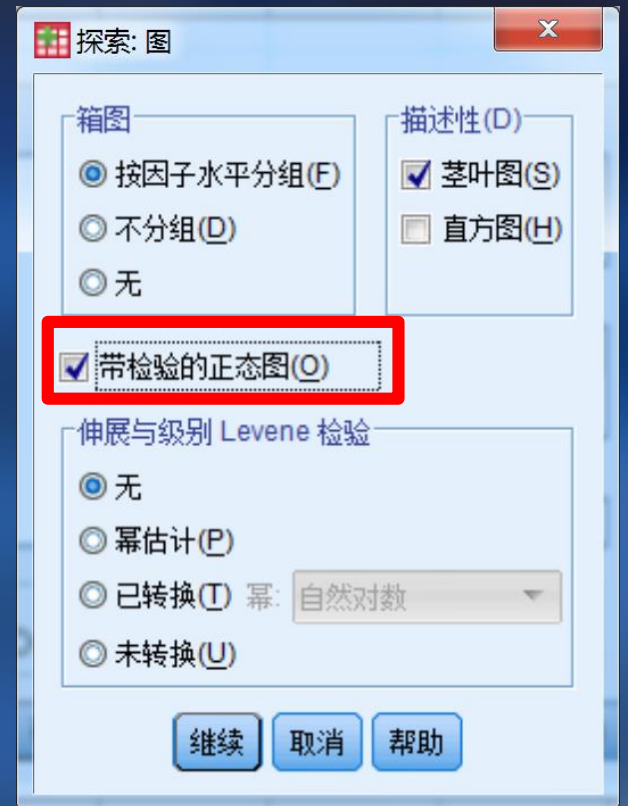 探索: 图
箱图
按因子水平分组(F)
不分组(D)
无
描述性(D)
茎叶图(S)
直方图(H)
带检验的正态图(O)
伸展与级别 Levene 检验
无
幂估计(P)
已转换(T) 幂: 自然对数
未转换(U)
继续 取消 帮助